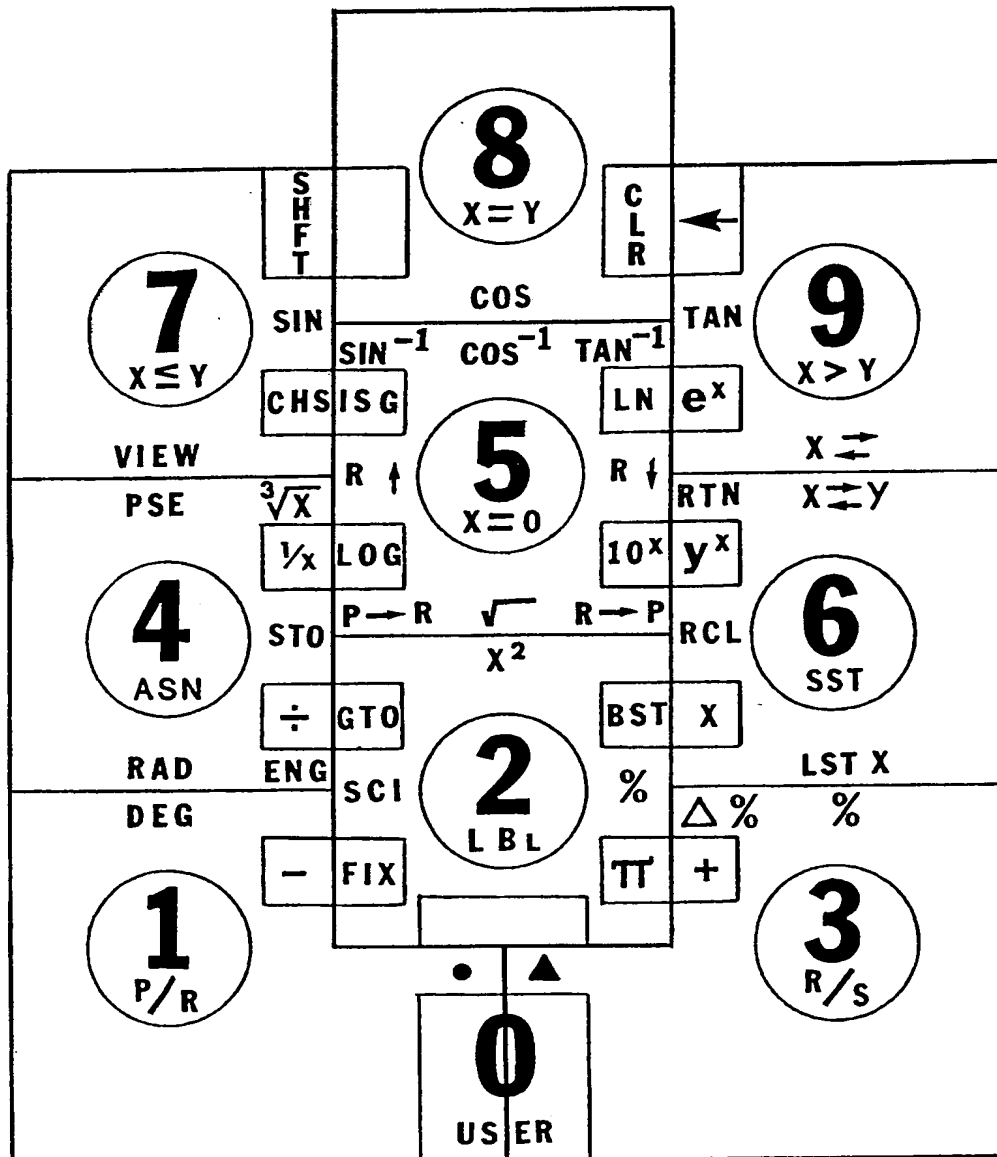 8
X = Y
SHFT
CLR ←
COS
7
X ≤ Y
SIN
TAN
9
X > Y
SIN⁻¹ COS⁻¹ TAN⁻¹
CHS ISG
LN eˣ
VIEW
R ↑
5
X = 0
R ↓
X ⇄
PSE
³√X
RTN
X ⇄ Y
1/x LOG
10ˣ yˣ
4
ASN
STO
P → R √ R → P
RCL
6
SST
X²
÷ GTO
BST X
RAD
ENG
SCI
2
LBL
%
LST X
DEG
△ %
%
− FIX
π +
1
P/R
3
R/S
• ▲
0
USER